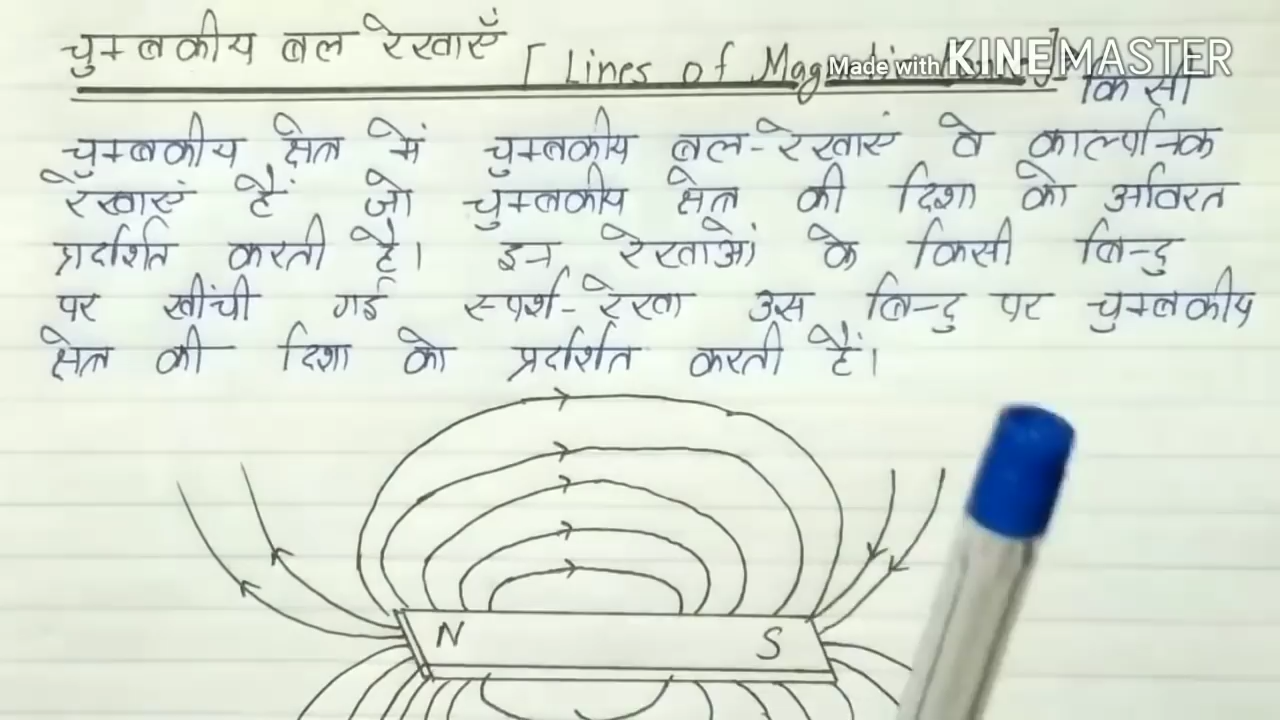 चुम्बकीय बल रेखाएँ [ Lines of
Made with KINEMASTER
किसी
चुम्बकीय क्षेत्र में चुम्बकीय बल-रेखाएं वे काल्पनिक
रेखाएं हैं जो चुम्बकीय क्षेत्र की दिशा को अविरत
प्रदर्शित करती है। इन रेखाओं के किसी बिन्दु
पर खींची गई स्पर्श-रेखा उस बिन्दु पर चुम्बकीय
क्षेत्र की दिशा को प्रदर्शित करती हैं।
N S